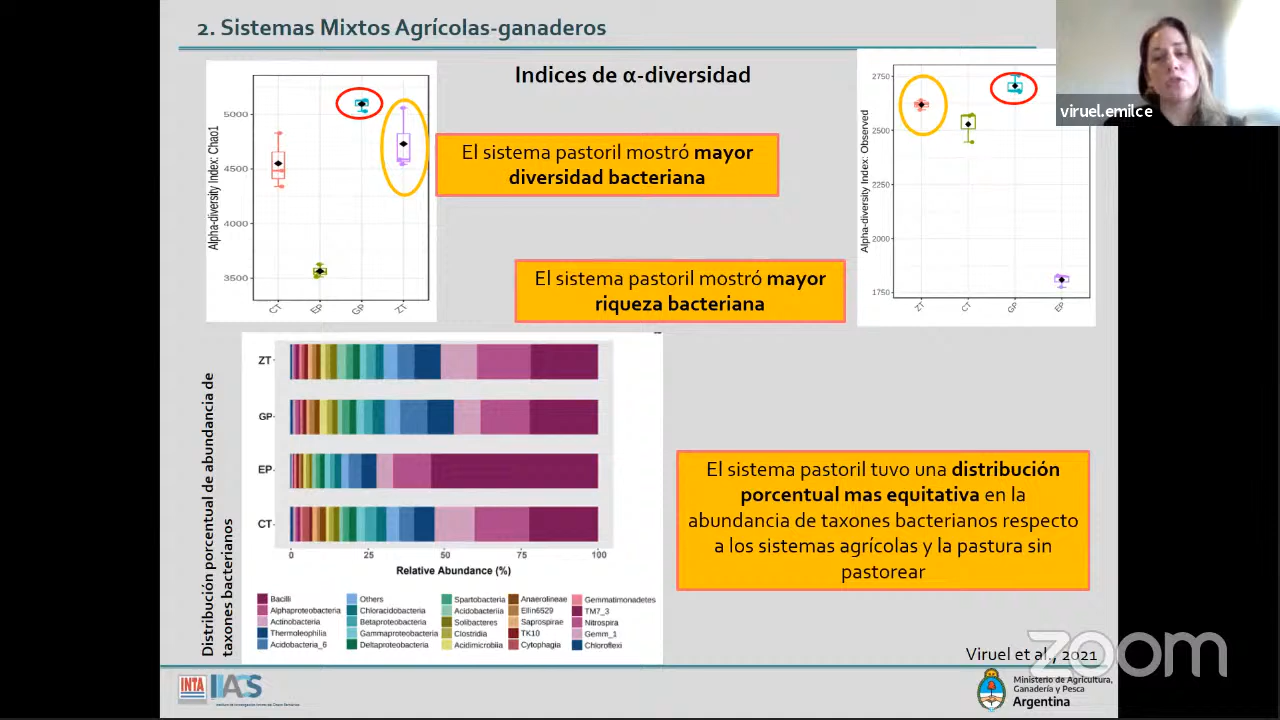 2. Sistemas Mixtos Agrícolas-ganaderos
Indices de α-diversidad
viruel.emilce
Alpha-diversity Index: Chao1
5000
4500
4000
3500
CT
EP
GP
ZT
El sistema pastoril mostró mayor
diversidad bacteriana
Alpha-diversity Index: Observed
2750
2500
2250
2000
1750
ZT
CT
GP
EP
El sistema pastoril mostró mayor
riqueza bacteriana
Distribución porcentual de abundancia de
taxones bacterianos
ZT
GP
EP
CT
0 25 50 75 100
Relative Abundance (%)
Bacilli
Alphaproteobacteria
Actinobacteria
Thermoleophilia
Acidobacteria_6
Others
Chloracidobacteria
Betaproteobacteria
Gammaproteobacteria
Deltaproteobacteria
Spartobacteria
Acidobacteriia
Solibacteres
Clostridia
Acidimicrobiia
Anaerolineae
Ellin6529
Saprospirae
TK10
Cytophagia
Gemmatimonadetes
TM7_3
Nitrospira
Gemm_1
Chloroflexi
El sistema pastoril tuvo una distribución
porcentual mas equitativa en la
abundancia de taxones bacterianos respecto
a los sistemas agrícolas y la pastura sin
pastorear
Viruel et al., 2021
zoom
INTA
IIACS
Ministerio de Agricultura,
Ganadería y Pesca
Argentina